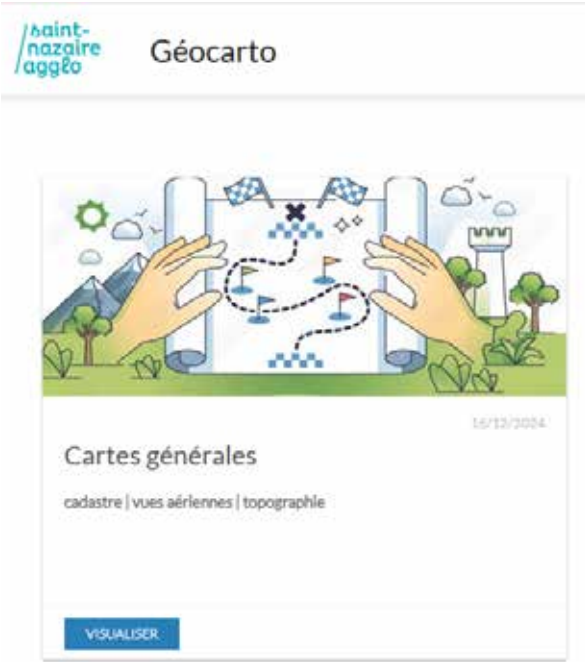 saint-
nazaire
agglo
Géocarto
16/12/2024
Cartes générales
cadastre | vues aériennes | topographie
VISUALISER